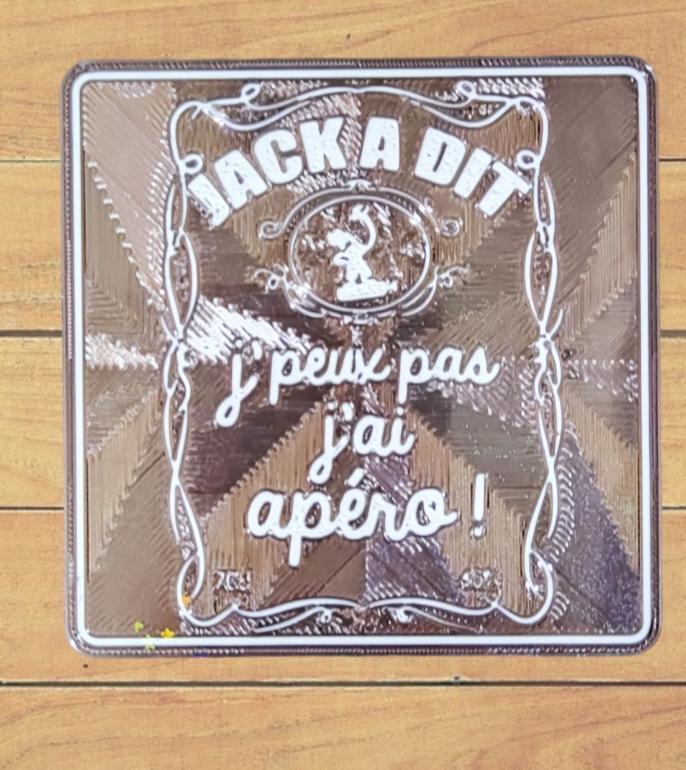 JACK A DIT
j'peux pas
j'ai
apéro !